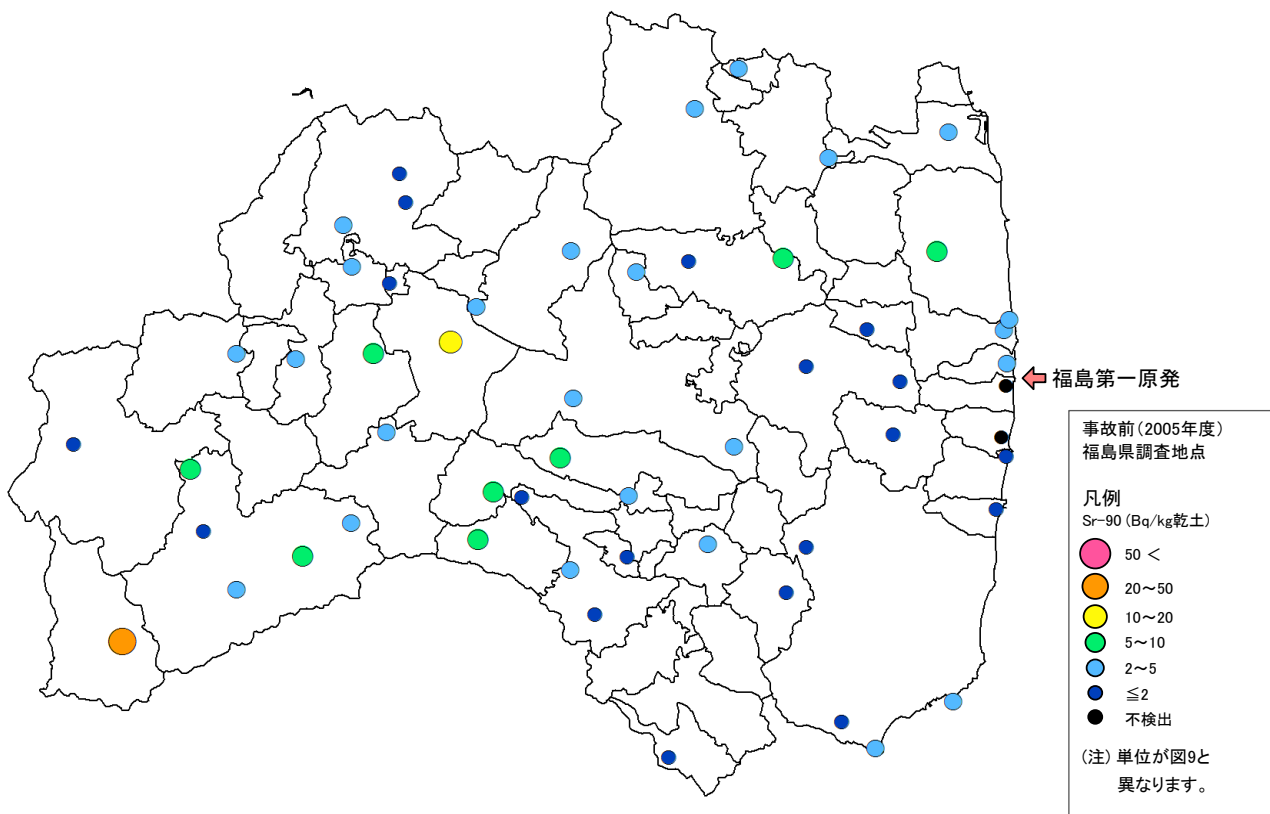 福島第一原発
事故前(2005年度)
福島県調査地点
凡例
Sr-90 (Bq/kg乾土)
50 <
20～50
10～20
5～10
2～5
≦2
不検出
(注) 単位が図9と
異なります。